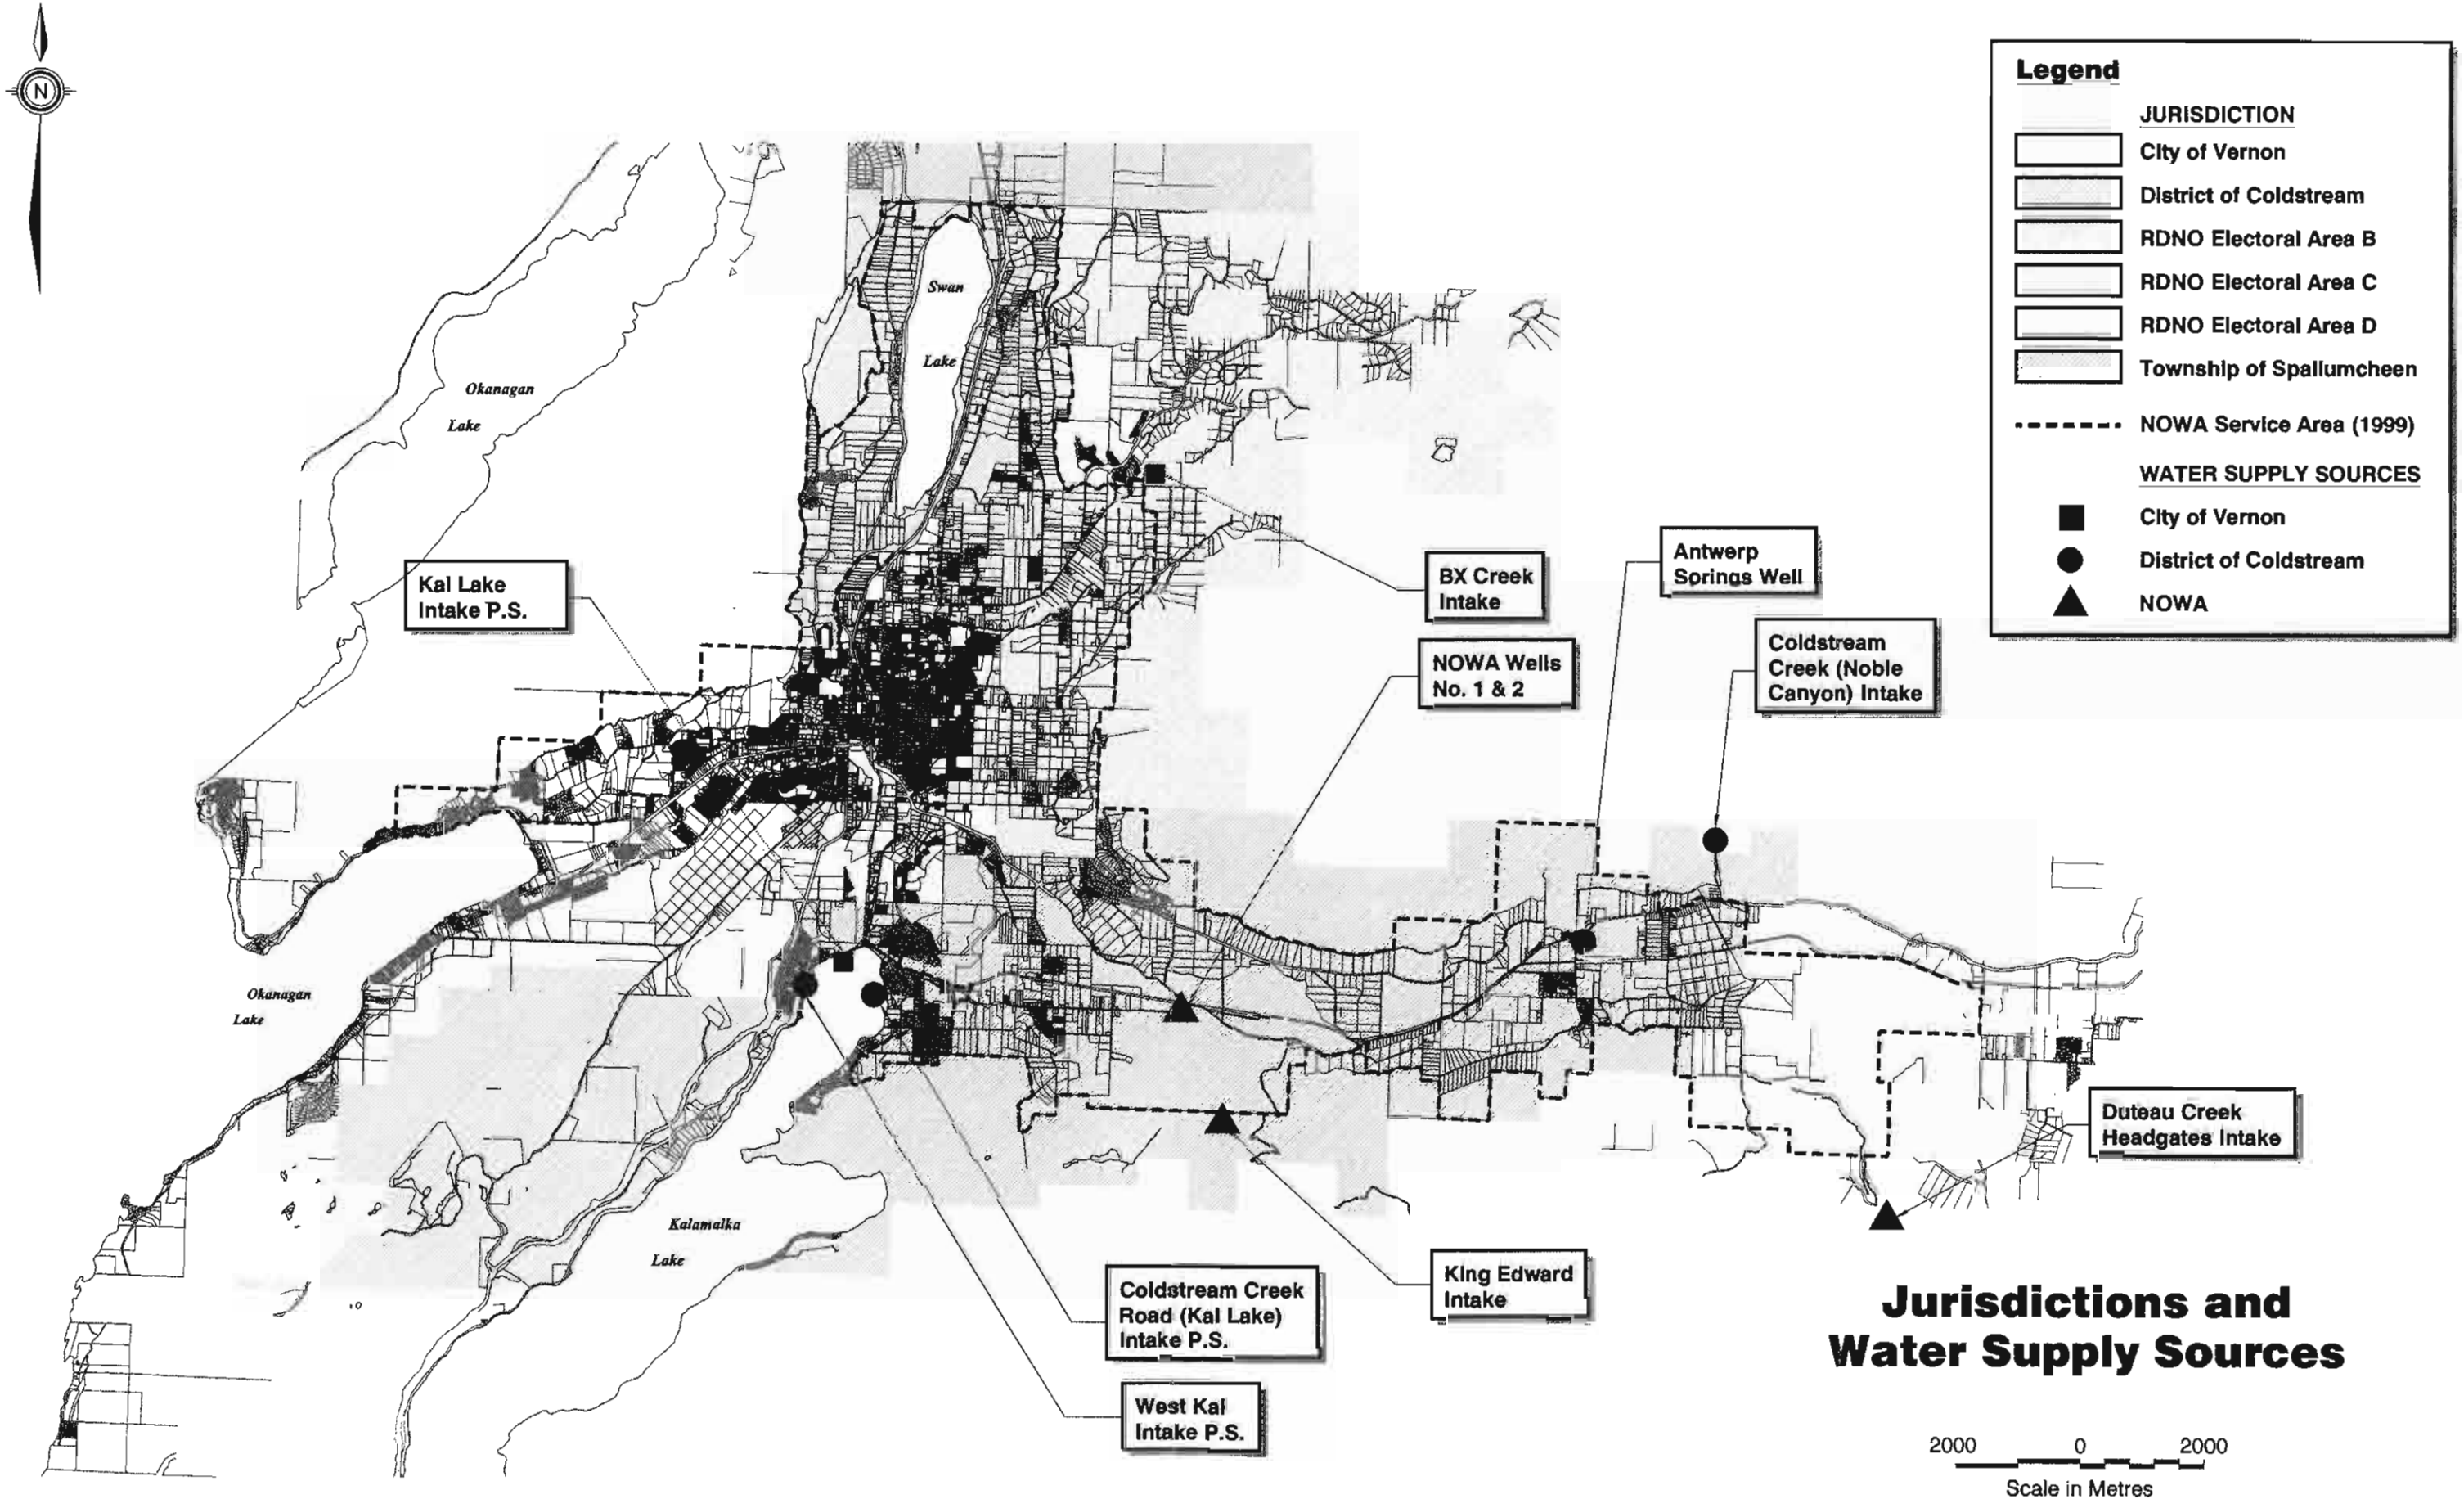 N
Legend
JURISDICTION
City of Vernon
District of Coldstream
RDNO Electoral Area B
RDNO Electoral Area C
RDNO Electoral Area D
Township of Spallumcheen
NOWA Service Area (1999)
WATER SUPPLY SOURCES
City of Vernon
District of Coldstream
NOWA
Swan
Lake
Okanagan
Lake
Kal Lake
Intake P.S.
BX Creek
Intake
Antwerp
Springs Well
NOWA Wells
No. 1 & 2
Coldstream
Creek (Noble
Canyon) Intake
Okanagan
Lake
Duteau Creek
Headgates Intake
Kalamalka
Lake
King Edward
Intake
Coldstream Creek
Road (Kal Lake)
Intake P.S.
West Kal
Intake P.S.
Jurisdictions and
Water Supply Sources
2000 0 2000
Scale in Metres